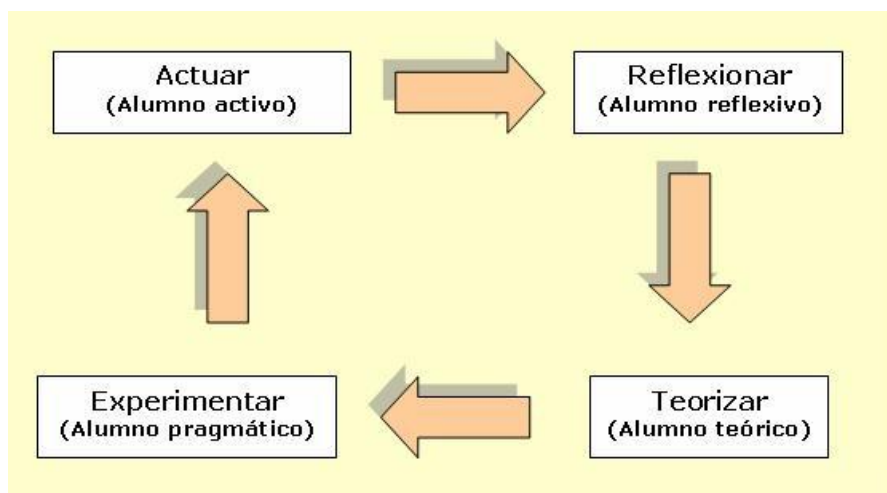 Actuar
(Alumno activo)
Reflexionar
(Alumno reflexivo)
Experimentar
(Alumno pragmático)
Teorizar
(Alumno teórico)